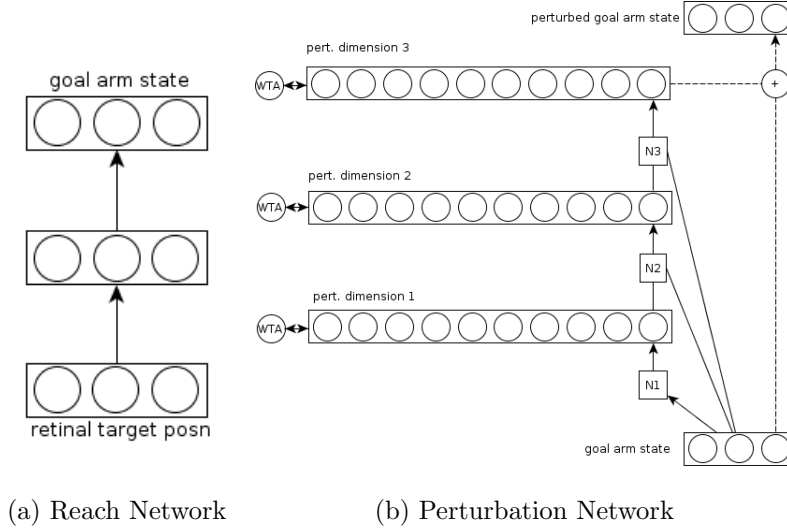 goal arm state
retinal target posn
(a) Reach Network
perturbed goal arm state
pert. dimension 3
WTA
+
N3
pert. dimension 2
WTA
N2
pert. dimension 1
WTA
N1
goal arm state
(b) Perturbation Network